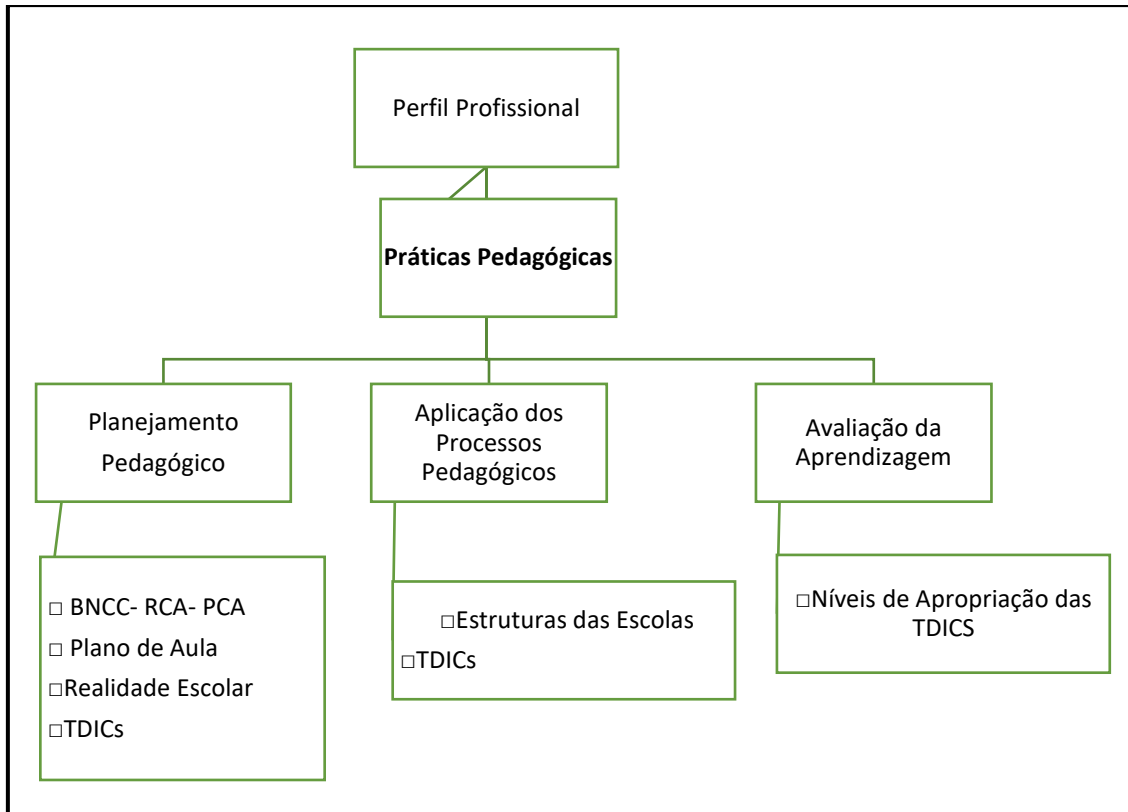 Perfil Profissional
Práticas Pedagógicas
Planejamento
Pedagógico
Aplicação dos
Processos
Pedagógicos
Avaliação da
Aprendizagem
□ BNCC- RCA- PCA
□ Plano de Aula
□Realidade Escolar
□TDICs
□Estruturas das Escolas
□TDICs
□Níveis de Apropriação das
TDICS